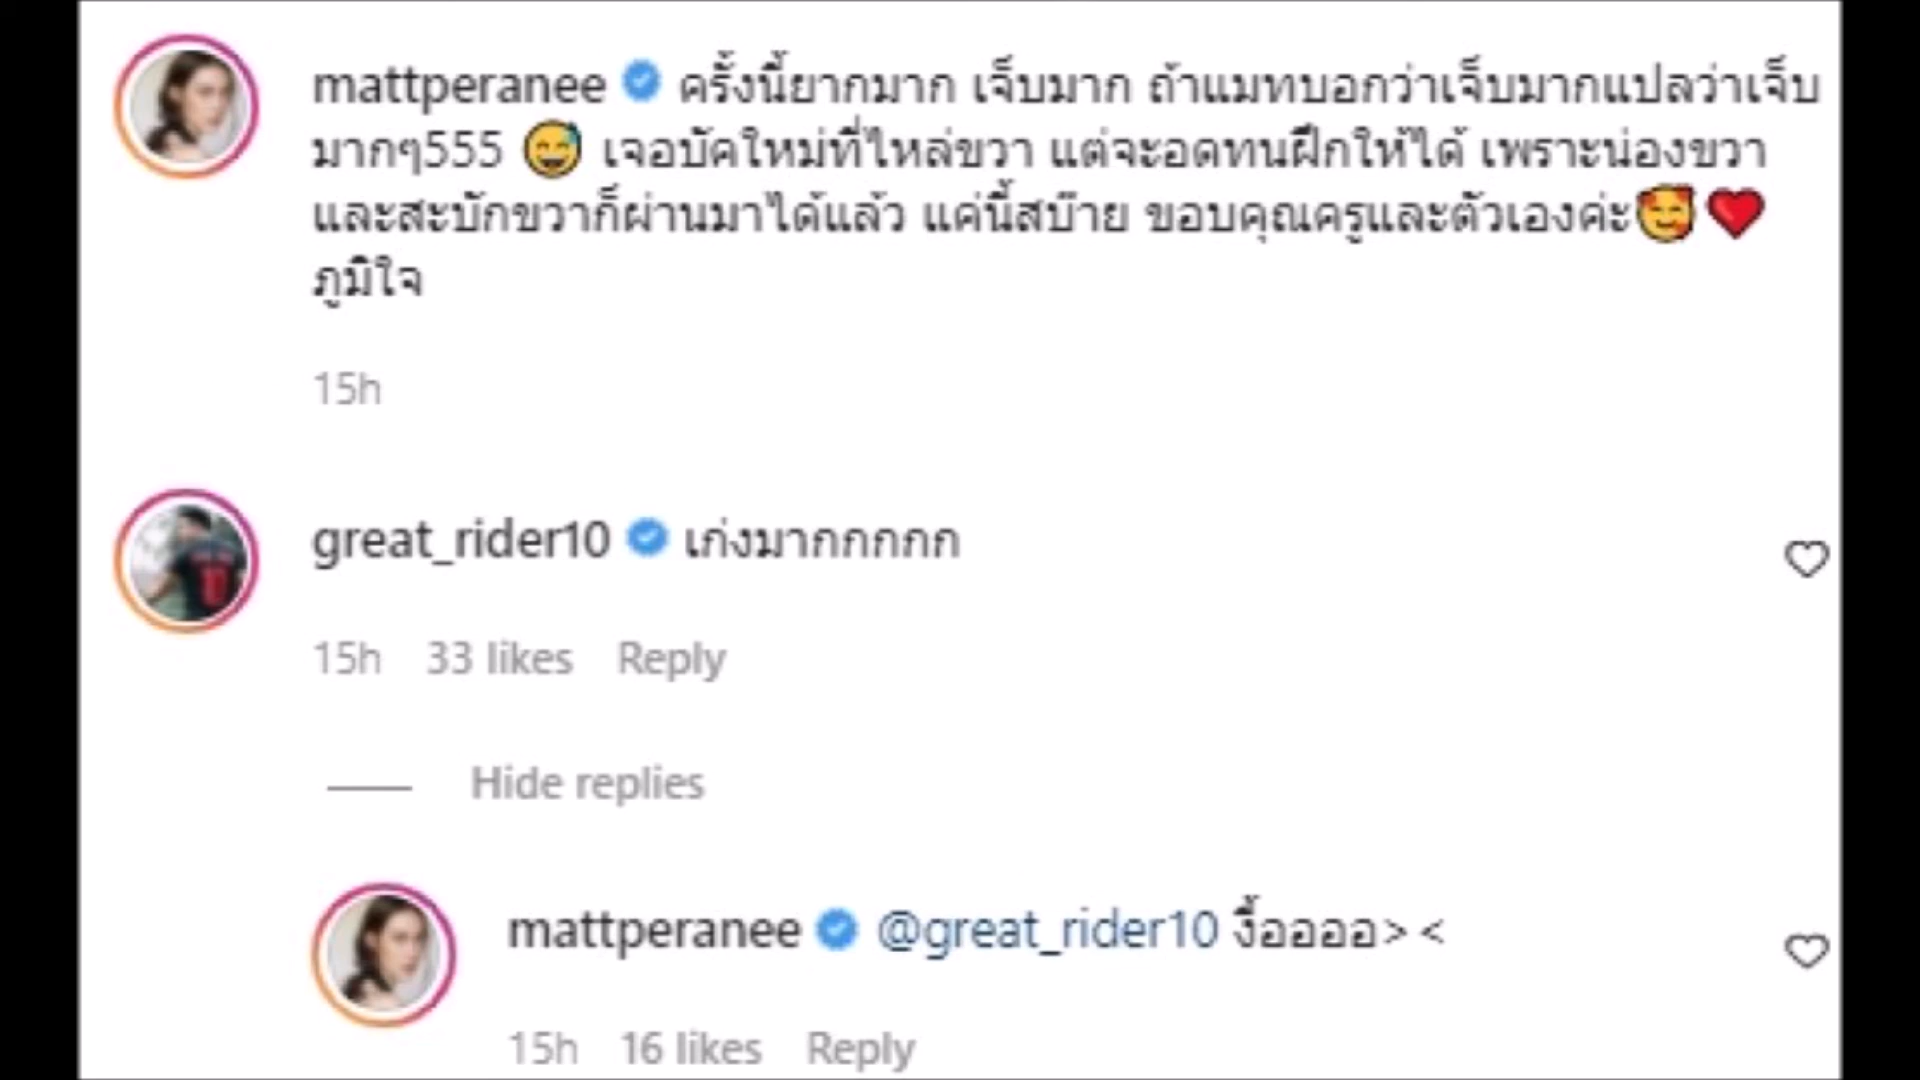 mattperanee ครั้งนี้ยากมาก เจ็บมาก ถ้าแมทบอกว่าเจ็บมากแปลว่าเจ็บ
มากๆ555 😅 เจอบัคใหม่ที่ไหล่ขวา แต่จะอดทนฝึกให้ได้ เพราะน่องขวา
และสะบักขวาก็ผ่านมาได้แล้ว แค่นี้สบ๊าย ขอบคุณครูและตัวเองค่ะ🥰❤️
ภูมิใจ
15h
great_rider10 เก่งมากกกกก
15h 33 likes Reply
Hide replies
mattperanee @great_rider10 งื้ออออ> <
15h 16 likes Reply